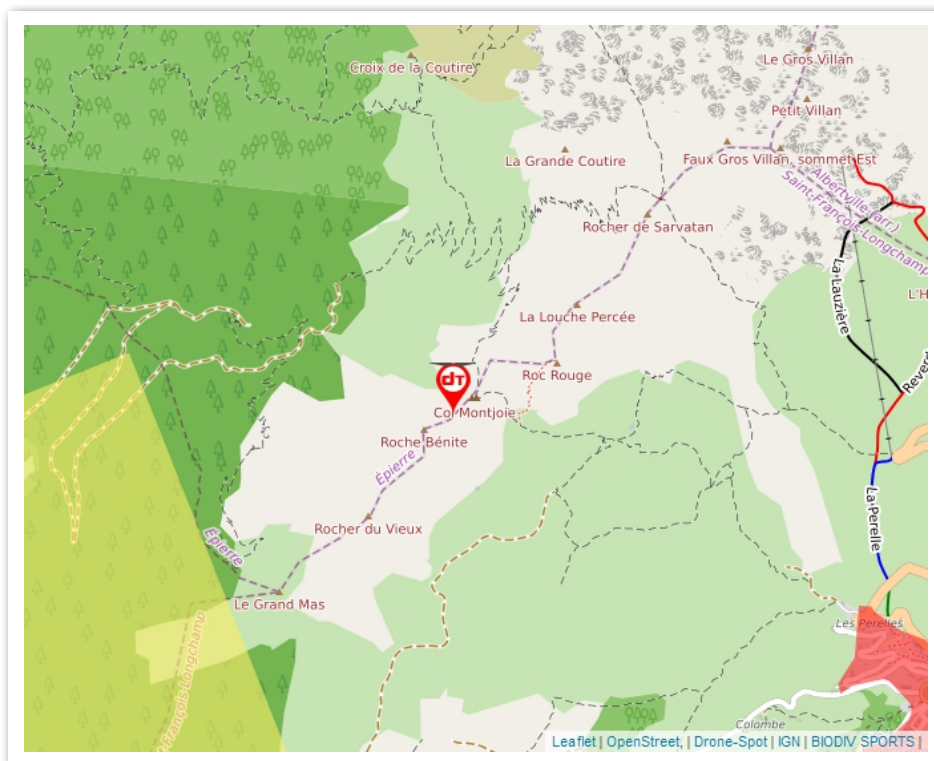 Le Gros Villan
Croix de la Coutire
Petit Villan
La Grande Coutire
Faux Gros Villan, sommet Est
Albertville (arr.)
Saint-François-Longchamp
Rocher de Sarvatan
La Lauzière
L'H
La Louche Percée
Roc Rouge
Rever
dT
Col Montjoie
Roche Bénite
Épierre
La Perelle
Rocher du Vieux
Épierre
Le Grand Mas
Les Perelles
t-François-Longchamp
Colombe
Leaflet | OpenStreet, | Drone-Spot | IGN | BIODIV SPORTS |